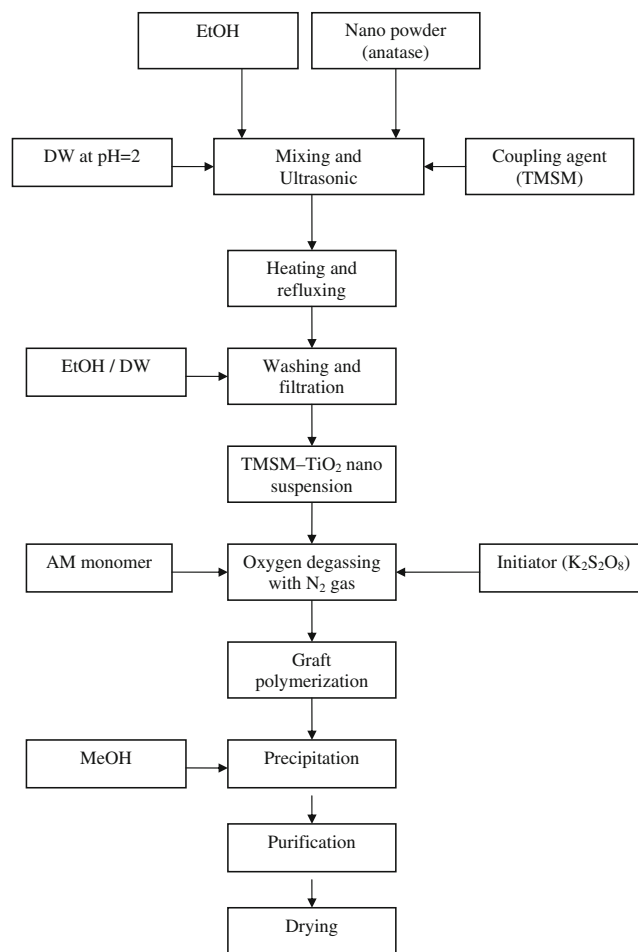 EtOH
Nano powder
(anatase)
DW at pH=2
Mixing and
Ultrasonic
Coupling agent
(TMSM)
Heating and
refluxing
EtOH / DW
Washing and
filtration
TMSM–TiO₂ nano
suspension
AM monomer
Oxygen degassing
with N₂ gas
Initiator (K₂S₂O₈)
Graft
polymerization
MeOH
Precipitation
Purification
Drying